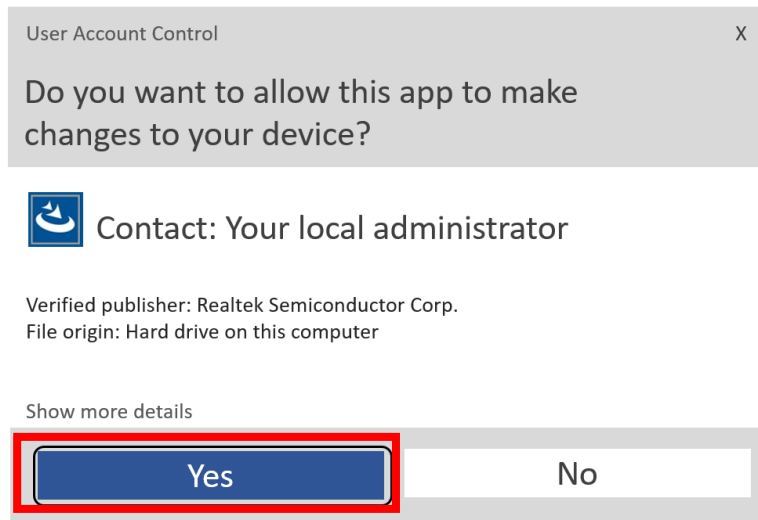 User Account Control X
Do you want to allow this app to make
changes to your device?
Contact: Your local administrator
Verified publisher: Realtek Semiconductor Corp.
File origin: Hard drive on this computer
Show more details
Yes No